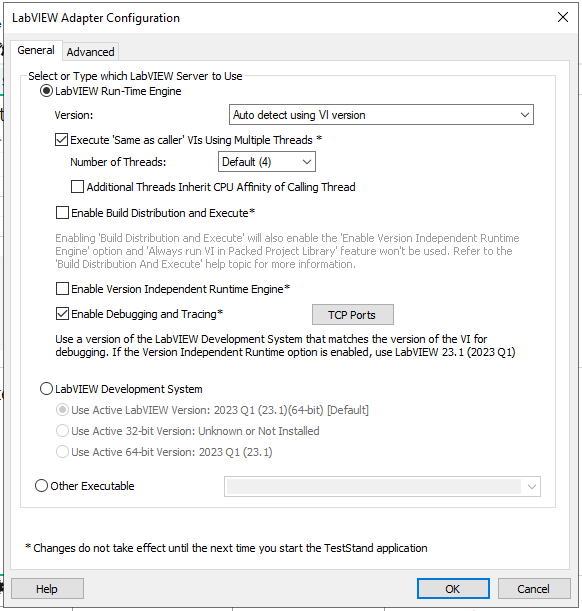 LabVIEW Adapter Configuration
General
Advanced
Select or Type which LabVIEW Server to Use
LabVIEW Run-Time Engine
Version:
Auto detect using VI version
Execute 'Same as caller' VIs Using Multiple Threads *
Number of Threads:
Default (4)
Additional Threads Inherit CPU Affinity of Calling Thread
Enable Build Distribution and Execute*
Enabling 'Build Distribution and Execute' will also enable the 'Enable Version Independent Runtime
Engine' option and 'Always run VI in Packed Project Library' feature won't be used. Refer to the
'Build Distribution And Execute' help topic for more information.
Enable Version Independent Runtime Engine*
Enable Debugging and Tracing*
TCP Ports
Use a version of the LabVIEW Development System that matches the version of the VI for
debugging. If the Version Independent Runtime option is enabled, use LabVIEW 23.1 (2023 Q1)
LabVIEW Development System
Use Active LabVIEW Version: 2023 Q1 (23.1)(64-bit) [Default]
Use Active 32-bit Version: Unknown or Not Installed
Use Active 64-bit Version: 2023 Q1 (23.1)
Other Executable
* Changes do not take effect until the next time you start the TestStand application
Help
OK
Cancel